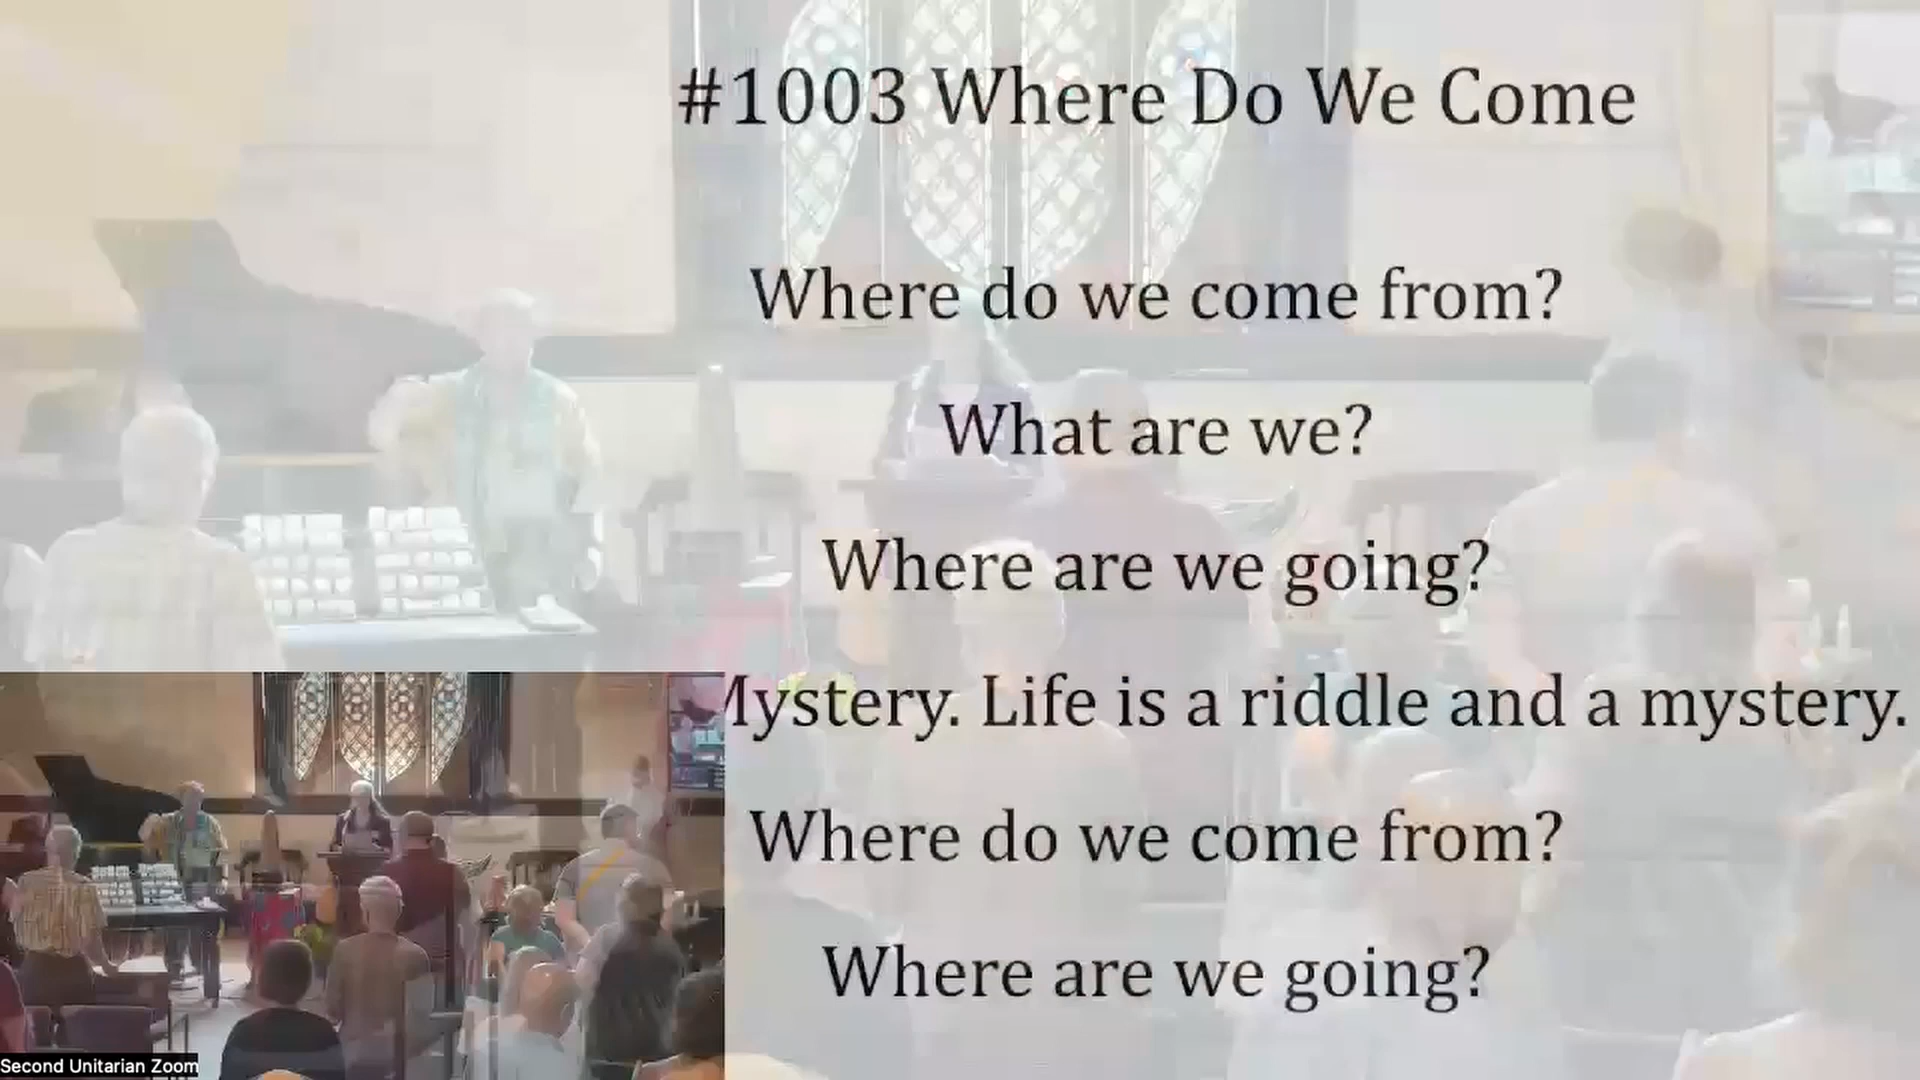 #1003 Where Do We Come
Where do we come from?
What are we?
Where are we going?
Mystery. Life is a riddle and a mystery.
Where do we come from?
Where are we going?
Second Unitarian Zoom